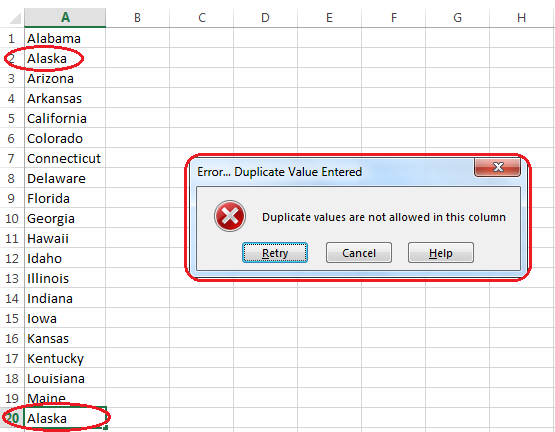 A B C D E F G H
1 Alabama
2 Alaska
3 Arizona
4 Arkansas
5 California
6 Colorado
7 Connecticut
8 Delaware
9 Florida
10 Georgia
11 Hawaii
12 Idaho
13 Illinois
14 Indiana
15 Iowa
16 Kansas
17 Kentucky
18 Louisiana
19 Maine
20 Alaska
Error... Duplicate Value Entered
Duplicate values are not allowed in this column
Retry Cancel Help